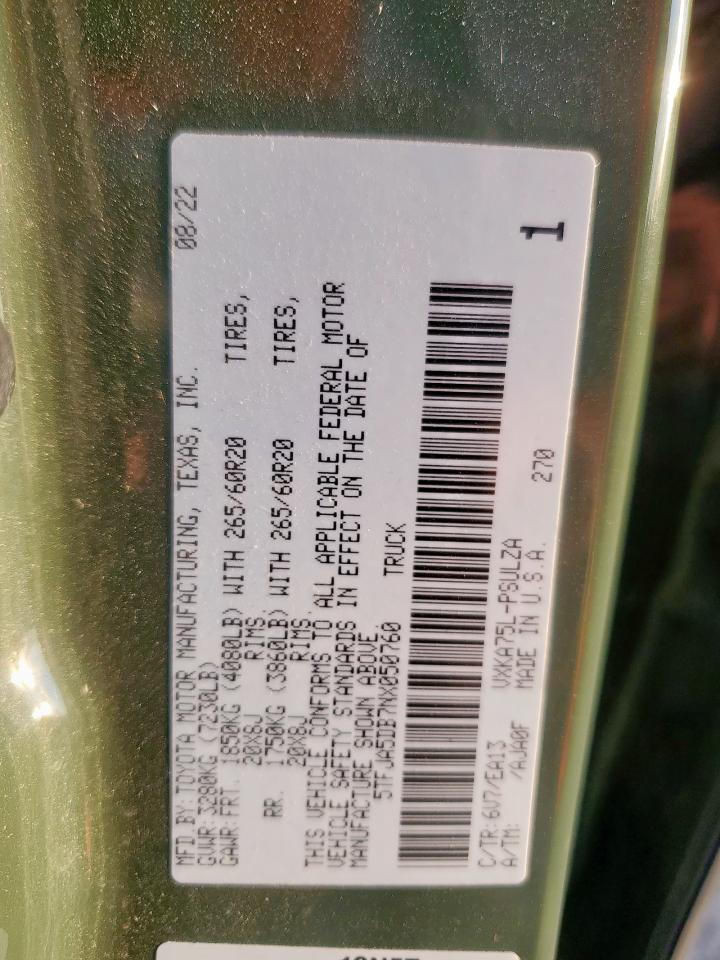 MFD.BY: TOYOTA MOTOR MANUFACTURING, TEXAS, INC. 08/22
GVWR: 3280KG (7230LB)
GAWR: FRT. 1850KG (4080LB) WITH 265/60R20 TIRES,
20X8J RIMS.
RR. 1750KG (3860LB) WITH 265/60R20 TIRES,
20X8J RIMS.
THIS VEHICLE CONFORMS TO ALL APPLICABLE FEDERAL MOTOR
VEHICLE SAFETY STANDARDS IN EFFECT ON THE DATE OF
MANUFACTURE SHOWN ABOVE
5TFJA5DB7NX050760 TRUCK
C/TR: 6V7/EA13 VXKA75L-PSULZA 270
A/TM: /AJA0F MADE IN U.S.A.
1